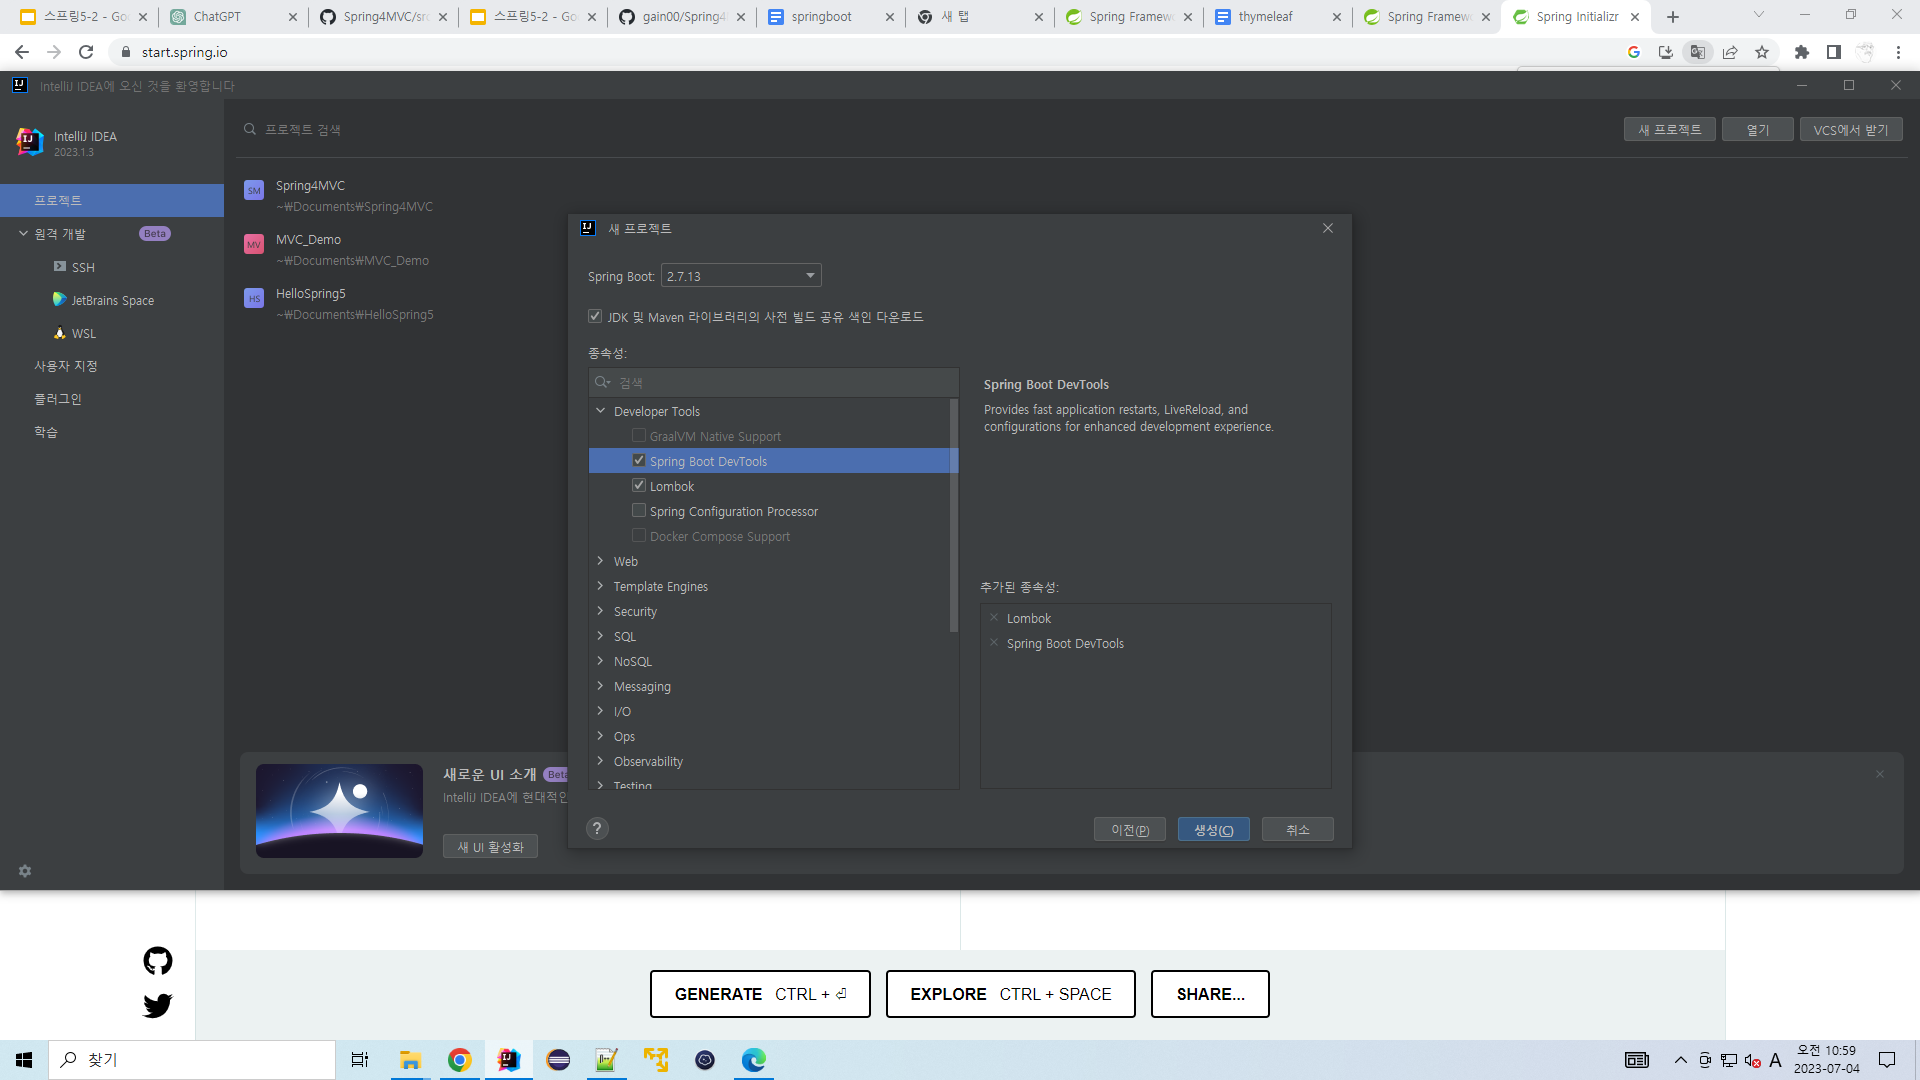 스프링5-2 - Goo
ChatGPT
Spring4MVC/src
스프링5-2 - Goo
gain00/Spring4
springboot
새 탭
Spring Framew
thymeleaf
Spring Framew
Spring Initializr
start.spring.io
IntelliJ IDEA에 오신 것을 환영합니다
IntelliJ IDEA
2023.1.3
프로젝트 검색
새 프로젝트
열기
VCS에서 받기
프로젝트
원격 개발
Beta
SSH
JetBrains Space
WSL
사용자 지정
플러그인
학습
SM
Spring4MVC
~₩Documents₩Spring4MVC
MV
MVC_Demo
~₩Documents₩MVC_Demo
HS
HelloSpring5
~₩Documents₩HelloSpring5
새 프로젝트
Spring Boot:
2.7.13
JDK 및 Maven 라이브러리의 사전 빌드 공유 색인 다운로드
종속성:
검색
Developer Tools
GraalVM Native Support
Spring Boot DevTools
Lombok
Spring Configuration Processor
Docker Compose Support
Web
Template Engines
Security
SQL
NoSQL
Messaging
I/O
Ops
Observability
Testing
Spring Boot DevTools
Provides fast application restarts, LiveReload, and
configurations for enhanced development experience.
추가된 종속성:
Lombok
Spring Boot DevTools
?
이전(P)
생성(C)
취소
새로운 UI 소개
Beta
IntelliJ IDEA에 현대적인
새 UI 활성화
GENERATE CTRL + ⏎
EXPLORE CTRL + SPACE
SHARE...
찾기
A
오전 10:59
2023-07-04